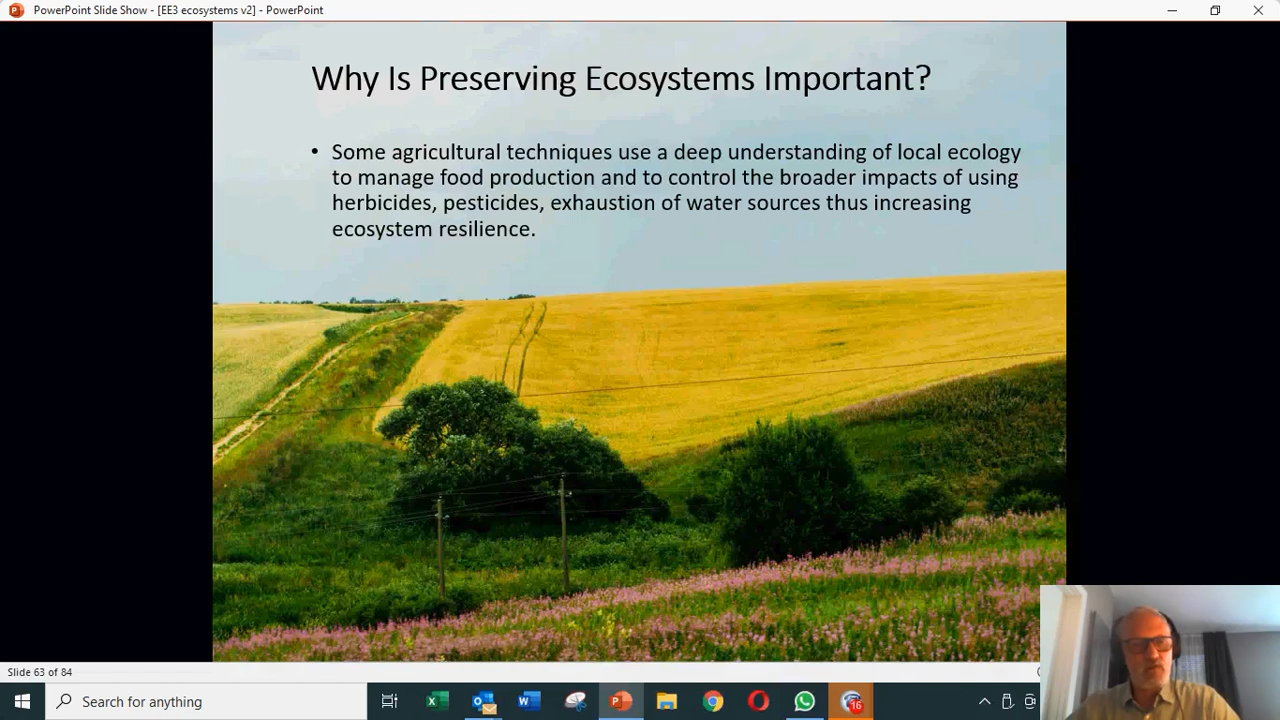 PowerPoint Slide Show - [EE3 ecosystems v2] - PowerPoint
Why Is Preserving Ecosystems Important?
• Some agricultural techniques use a deep understanding of local ecology
to manage food production and to control the broader impacts of using
herbicides, pesticides, exhaustion of water sources thus increasing
ecosystem resilience.
Slide 63 of 84
Search for anything
16